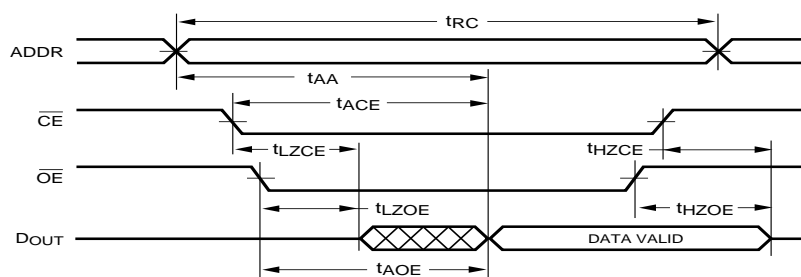 tRC
ADDR
tAA
tACE
CE
tLZCE
tHZCE
OE
tLZOE
tHZOE
DOUT
DATA VALID
tAOE